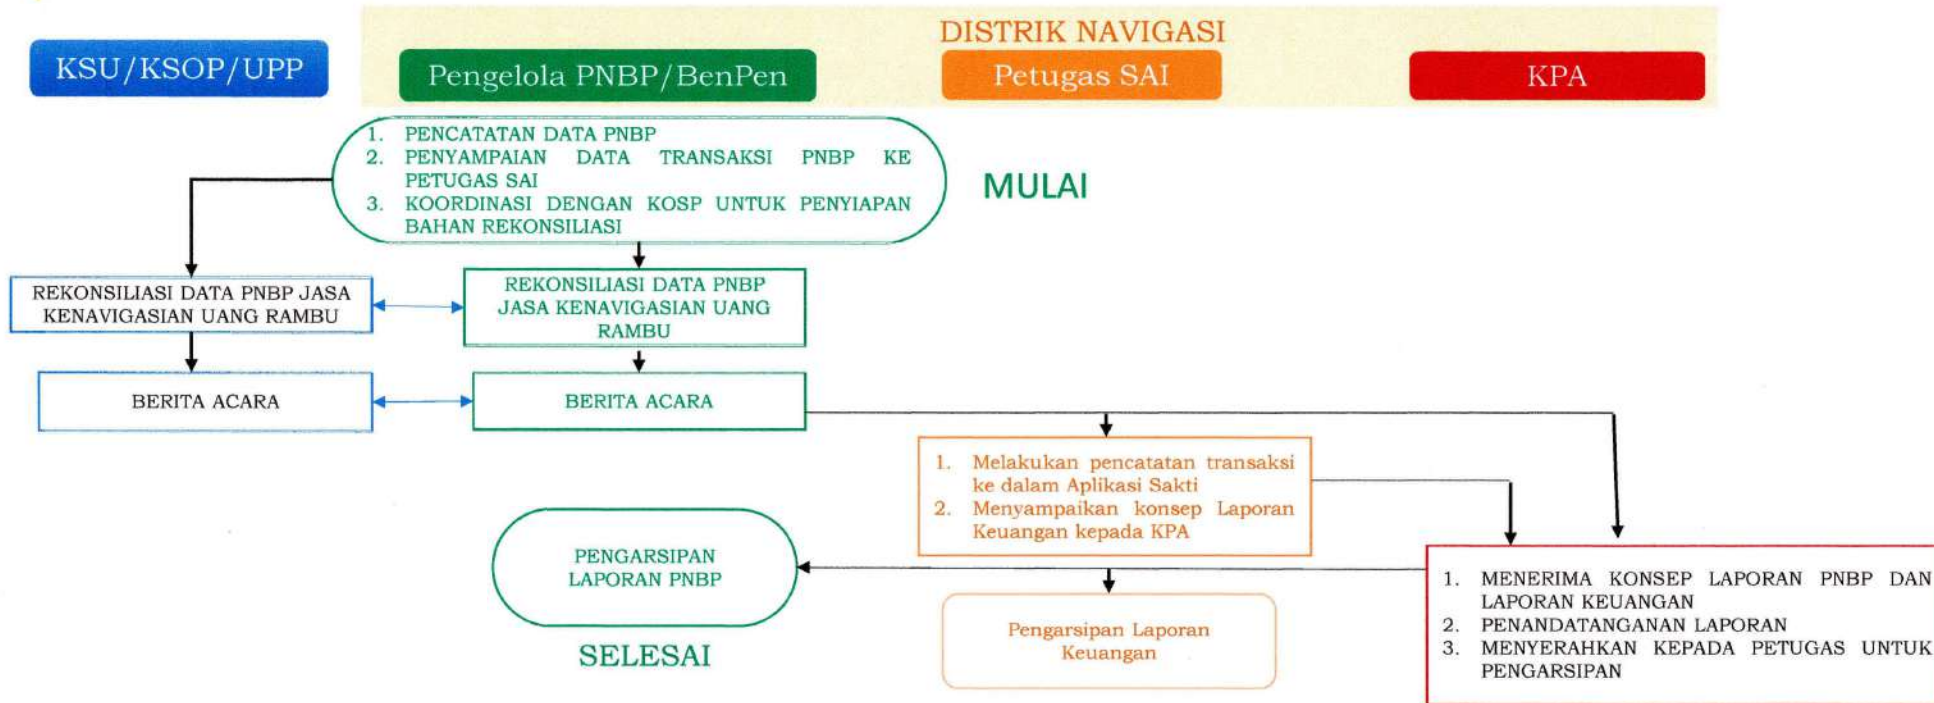 DISTRIK NAVIGASI
KSU/KSOP/UPP
Pengelola PNBP/BenPen
Petugas SAI
KPA
1. PENCATATAN DATA PNBP
2. PENYAMPAIAN DATA TRANSAKSI PNBP KE
PETUGAS SAI
3. KOORDINASI DENGAN KOSP UNTUK PENYIAPAN
BAHAN REKONSILIASI
MULAI
REKONSILIASI DATA PNBP JASA
KENAVIGASIAN UANG RAMBU
REKONSILIASI DATA PNBP
JASA KENAVIGASIAN UANG
RAMBU
BERITA ACARA
BERITA ACARA
1. Melakukan pencatatan transaksi
ke dalam Aplikasi Sakti
2. Menyampaikan konsep Laporan
Keuangan kepada KPA
PENGARSIPAN
LAPORAN PNBP
SELESAI
Pengarsipan Laporan
Keuangan
1. MENERIMA KONSEP LAPORAN PNBP DAN
LAPORAN KEUANGAN
2. PENANDATANGANAN LAPORAN
3. MENYERAHKAN KEPADA PETUGAS UNTUK
PENGARSIPAN